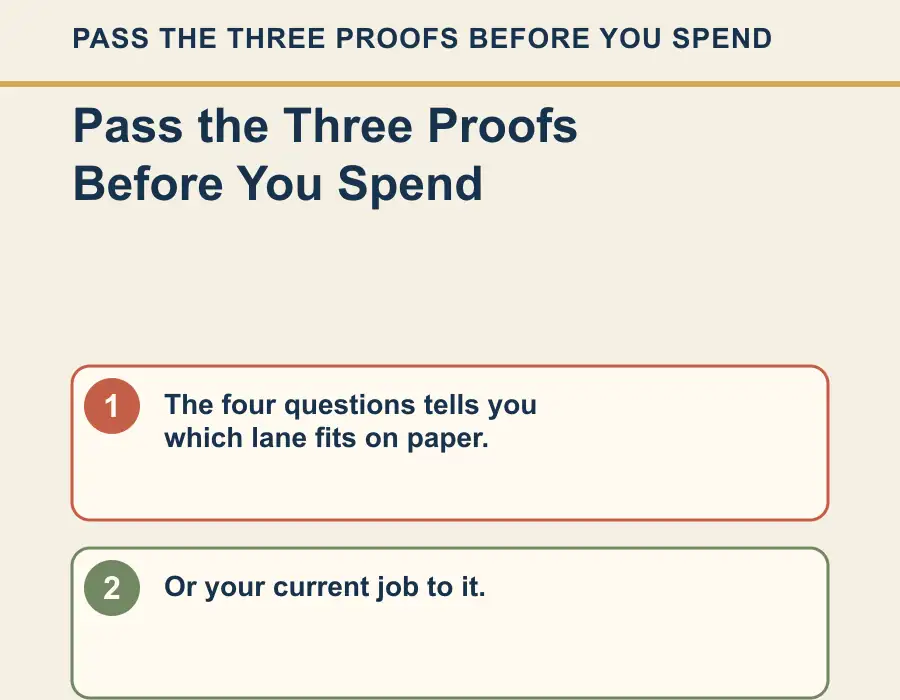 PASS THE THREE PROOFS BEFORE YOU SPEND
Pass the Three Proofs
Before You Spend
1
The four questions tells you
which lane fits on paper.
2
Or your current job to it.